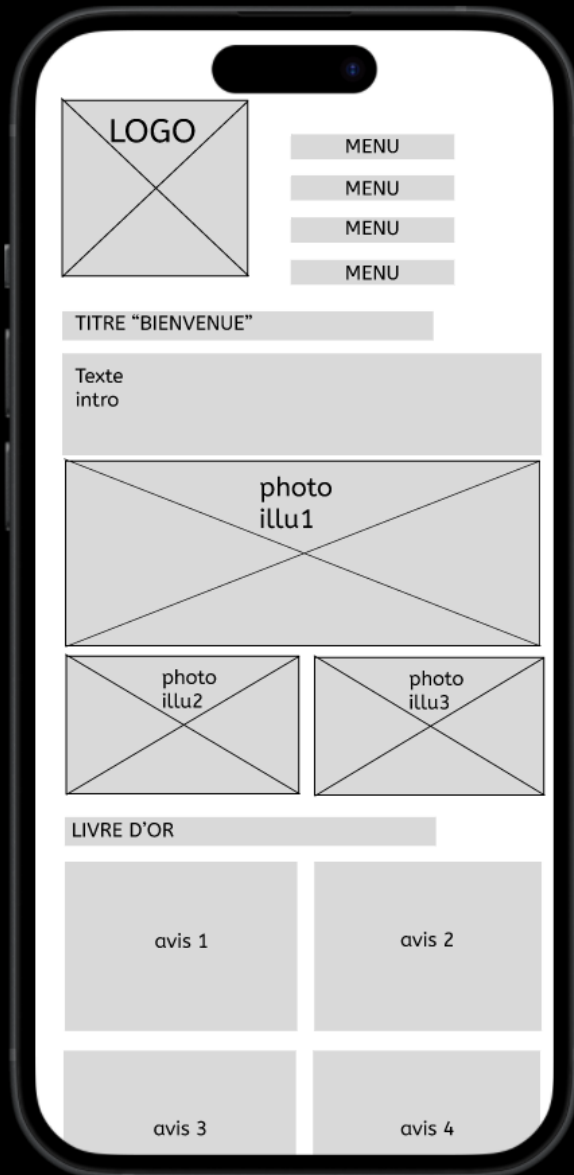 LOGO
MENU
MENU
MENU
MENU
TITRE “BIENVENUE”
Texte
intro
photo
illu1
photo
illu2
photo
illu3
LIVRE D’OR
avis 1
avis 2
avis 3
avis 4